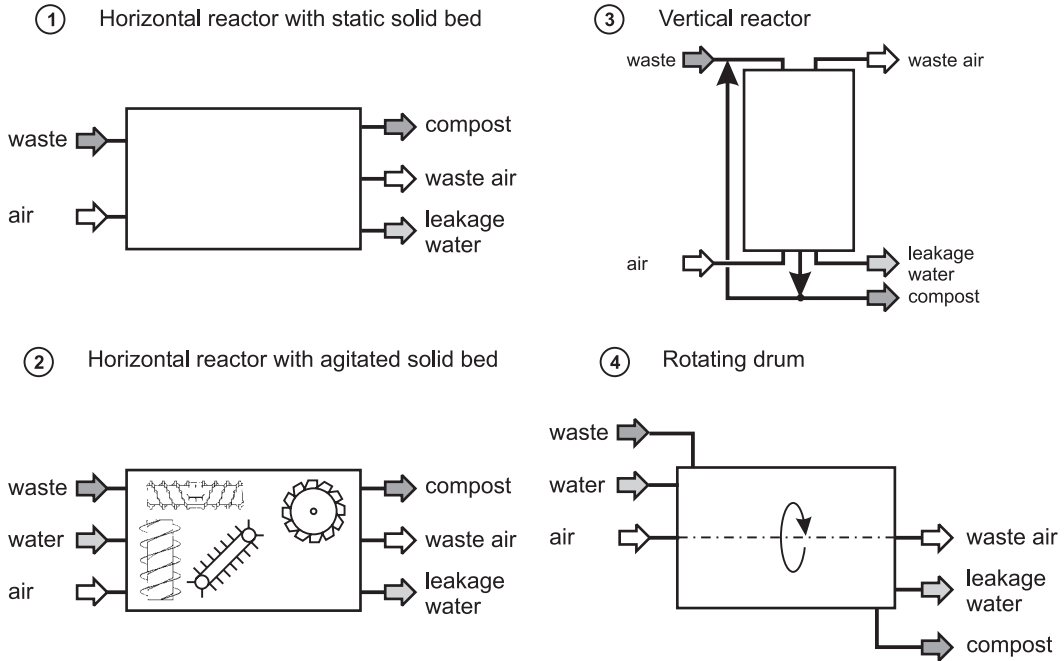 1 Horizontal reactor with static solid bed
waste
air
compost
waste air
leakage
water
3 Vertical reactor
waste
waste air
air
leakage
water
compost
2 Horizontal reactor with agitated solid bed
waste
water
air
compost
waste air
leakage
water
4 Rotating drum
waste
water
air
waste air
leakage
water
compost